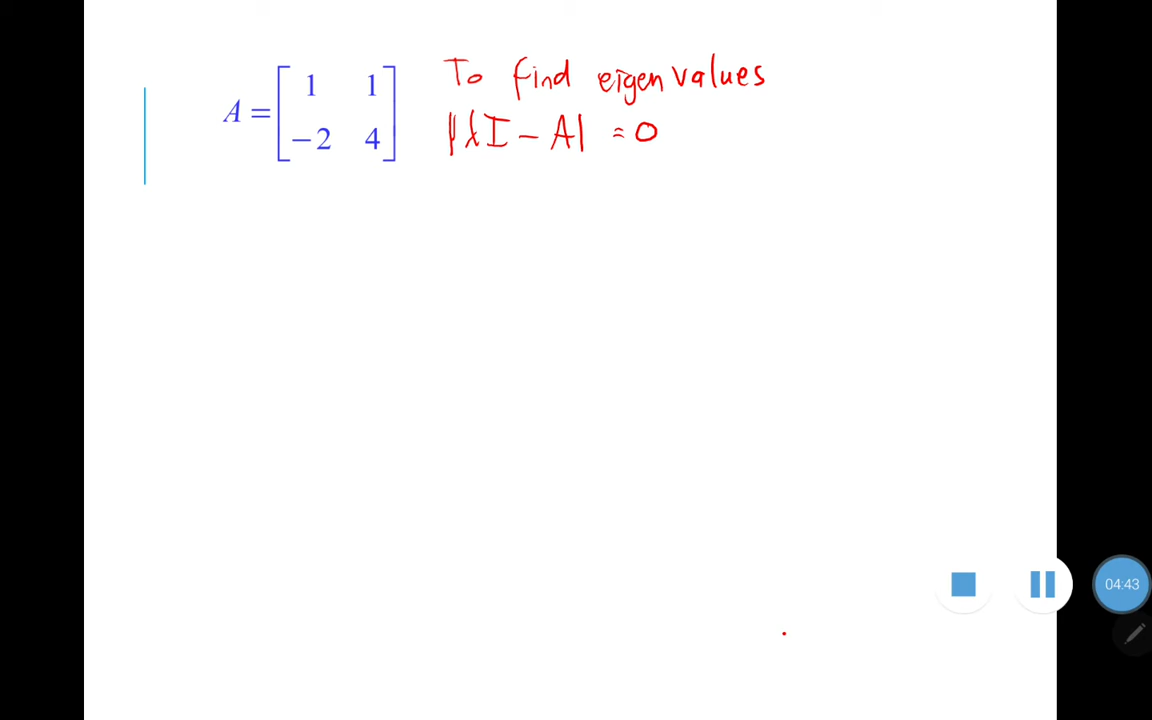 A = [ 1 1
-2 4 ]
To find eigen values
|λI - A| = 0
04:43